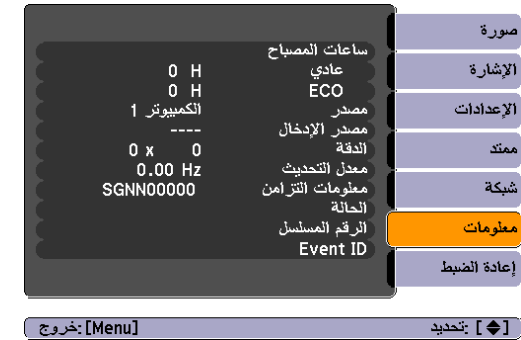 صورة
الإشارة
الإعدادات
ممتد
شبكة
معلومات
إعادة الضبط
ساعات المصباح
عادي 0 H
ECO 0 H
مصدر الكمبيوتر 1
مصدر الإدخال ----
الدقة 0 x 0
معدل التحديث 0.00 Hz
معلومات التزامن SGNN00000
الحالة
الرقم المسلسل
Event ID
[ ]: تحديد [Menu]: خروج